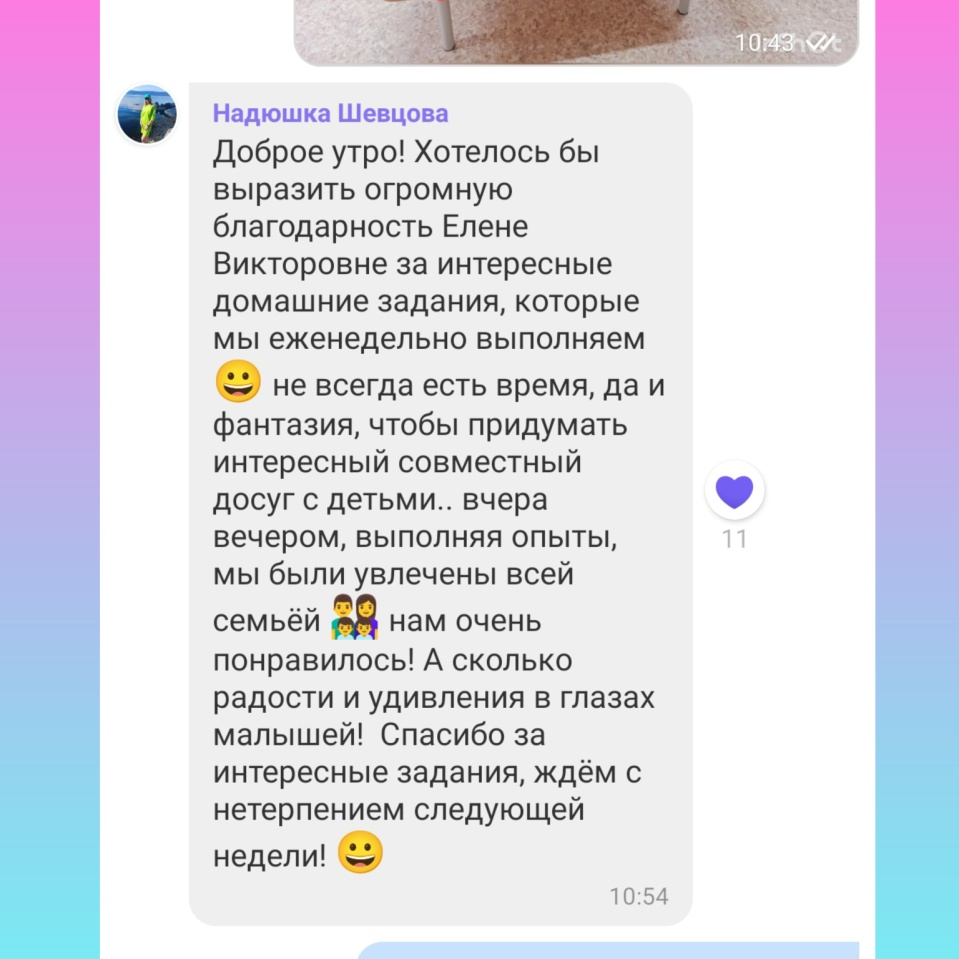 10:43
Надюшка Шевцова
Доброе утро! Хотелось бы
выразить огромную
благодарность Елене
Викторовне за интересные
домашние задания, которые
мы еженедельно выполняем
😀 не всегда есть время, да и
фантазия, чтобы придумать
интересный совместный
досуг с детьми.. вчера
вечером, выполняя опыты,
мы были увлечены всей
семьёй 👨‍👩‍👦‍👦 нам очень
понравилось! А сколько
радости и удивления в глазах
малышей!  Спасибо за
интересные задания, ждём с
нетерпением следующей
недели! 😀
11
10:54